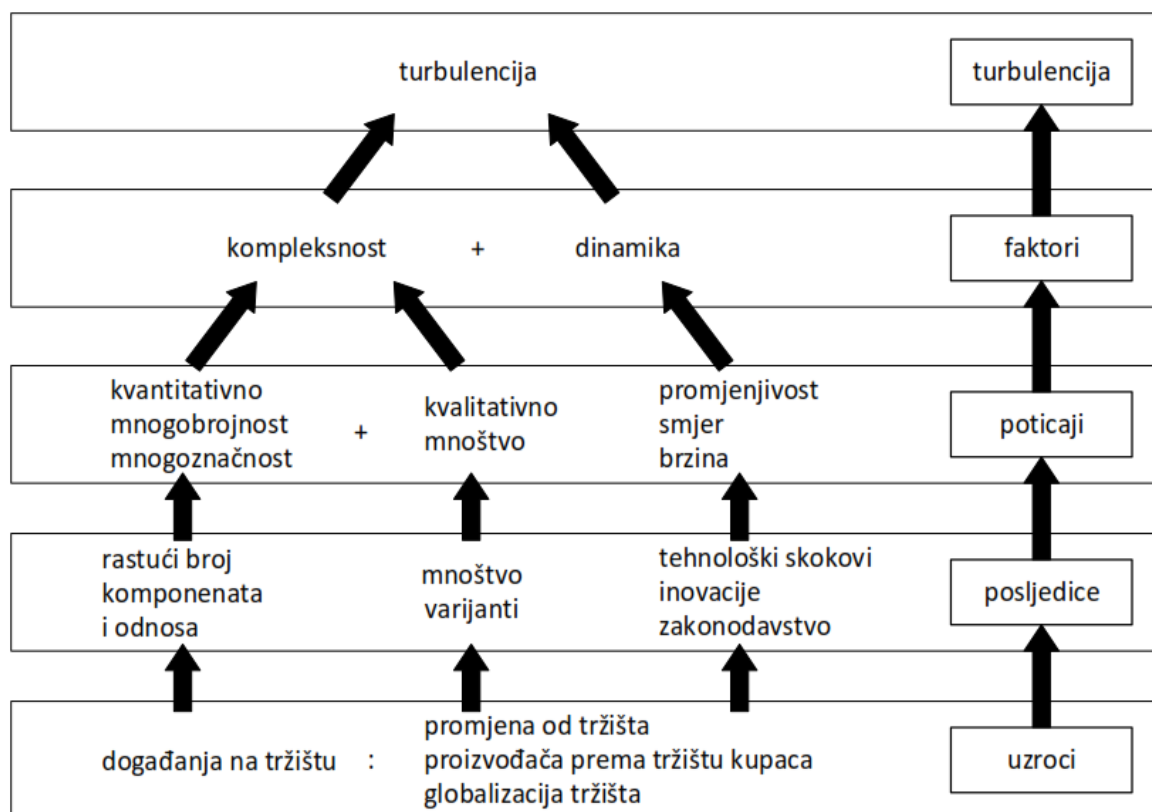 turbulencija
turbulencija
kompleksnost + dinamika
faktori
kvantitativno
mnogobrojnost
mnogoznačnost
+
kvalitativno
mnoštvo
promjenjivost
smjer
brzina
poticaji
rastući broj
komponenata
i odnosa
mnoštvo
varijanti
tehnološki skokovi
inovacije
zakonodavstvo
posljedice
događanja na tržištu :
promjena od tržišta
proizvođača prema tržištu kupaca
globalizacija tržišta
uzroci